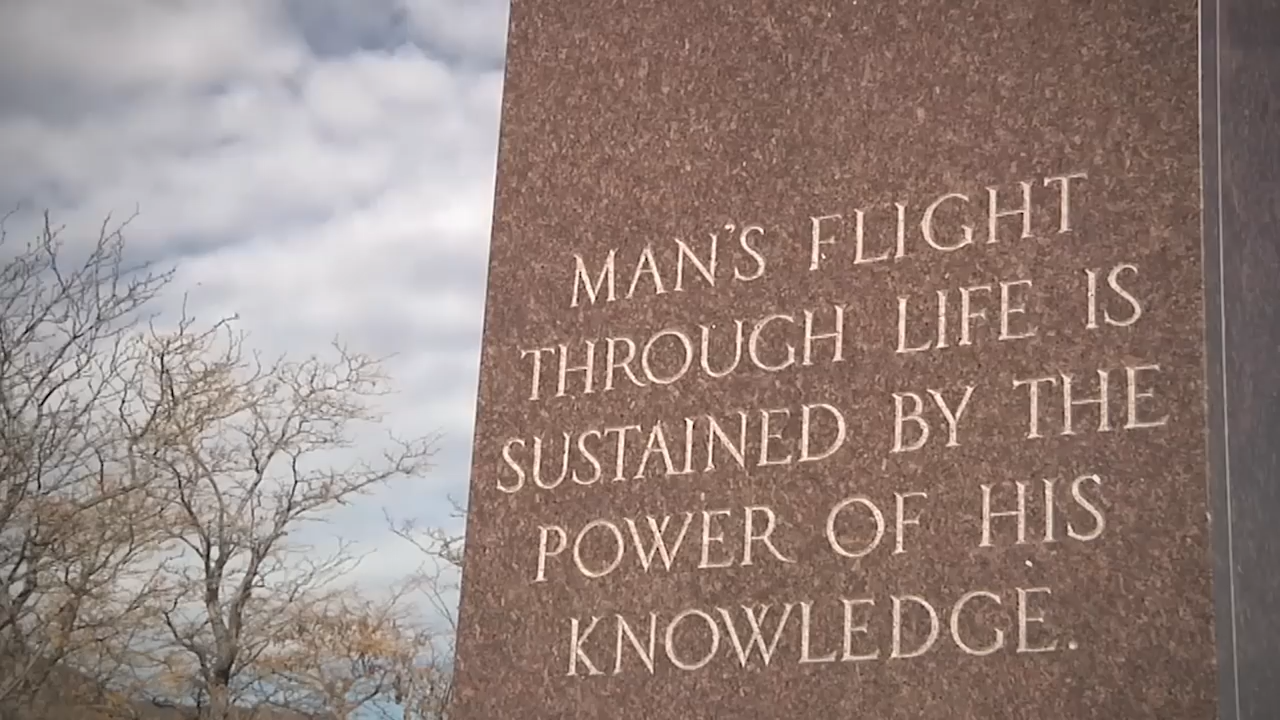 MAN'S FLIGHT
THROUGH LIFE IS
SUSTAINED BY THE
POWER OF HIS
KNOWLEDGE.